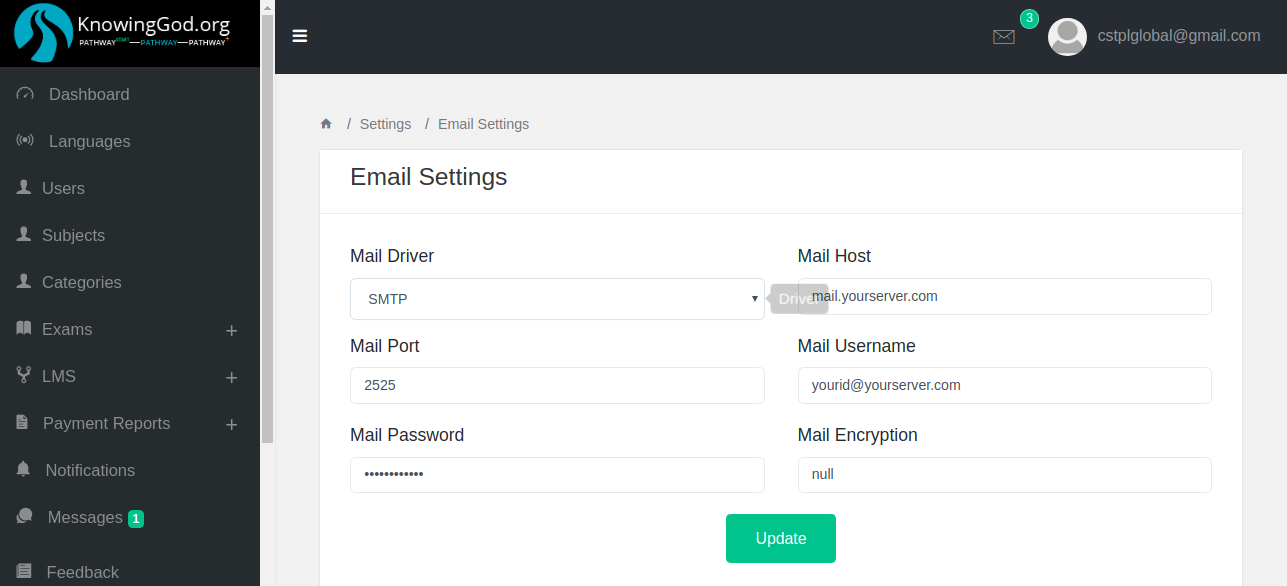 KnowingGod.org
PATHWAY START PATHWAY PATHWAY
3
cstplglobal@gmail.com
Dashboard
Languages
Users
Subjects
Categories
Exams +
LMS +
Payment Reports +
Notifications
Messages 1
Feedback
/ Settings / Email Settings
Email Settings
Mail Driver
SMTP
Driver
Mail Host
mail.yourserver.com
Mail Port
2525
Mail Username
yourid@yourserver.com
Mail Password
••••••••••••
Mail Encryption
null
Update